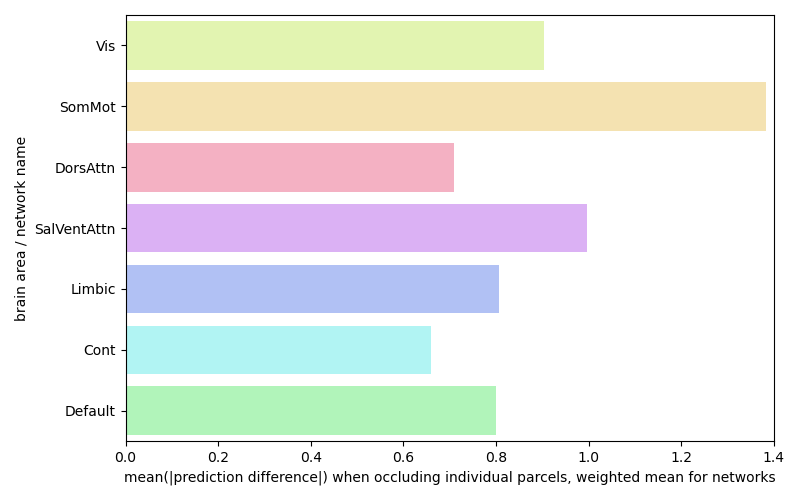 Vis
SomMot
DorsAttn
SalVentAttn
Limbic
Cont
Default
brain area / network name
0.0 0.2 0.4 0.6 0.8 1.0 1.2 1.4
mean(|prediction difference|) when occluding individual parcels, weighted mean for networks